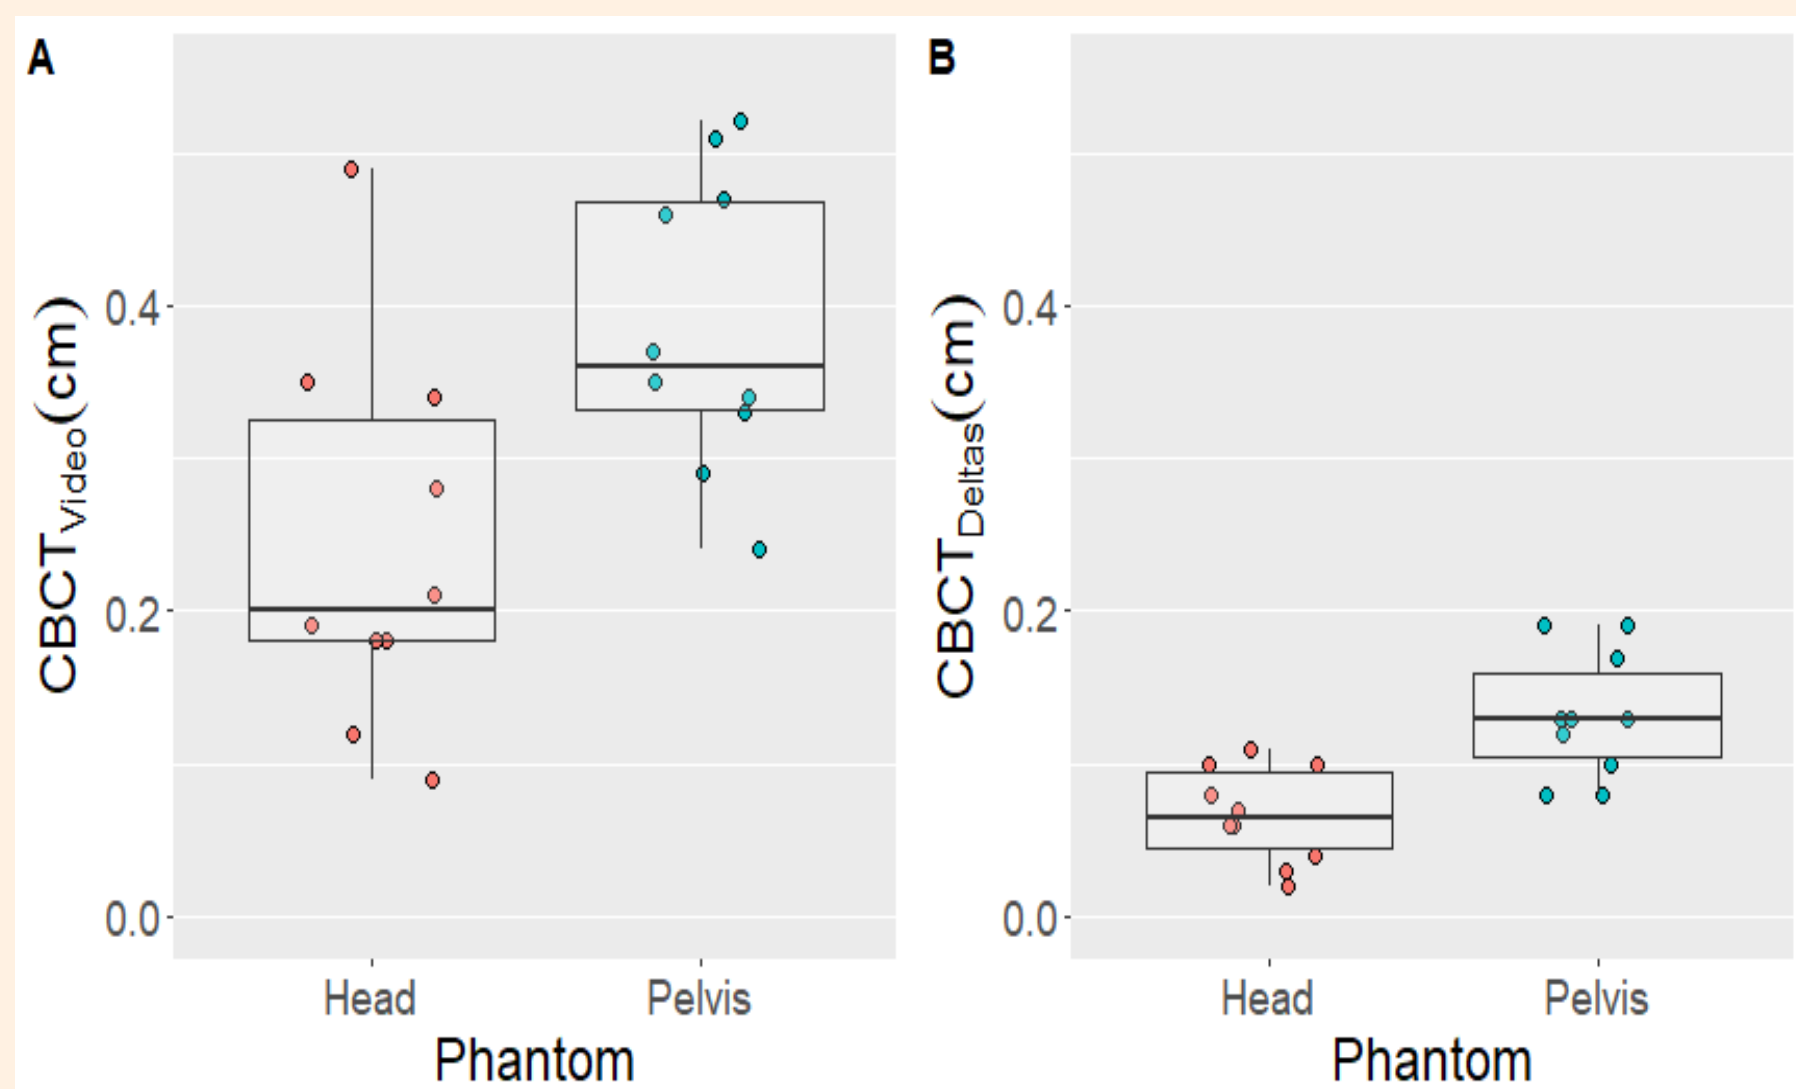 A
CBCTVideo(cm)
0.4
0.2
0.0
Head Pelvis
Phantom
B
CBCTDeltas(cm)
0.4
0.2
0.0
Head Pelvis
Phantom